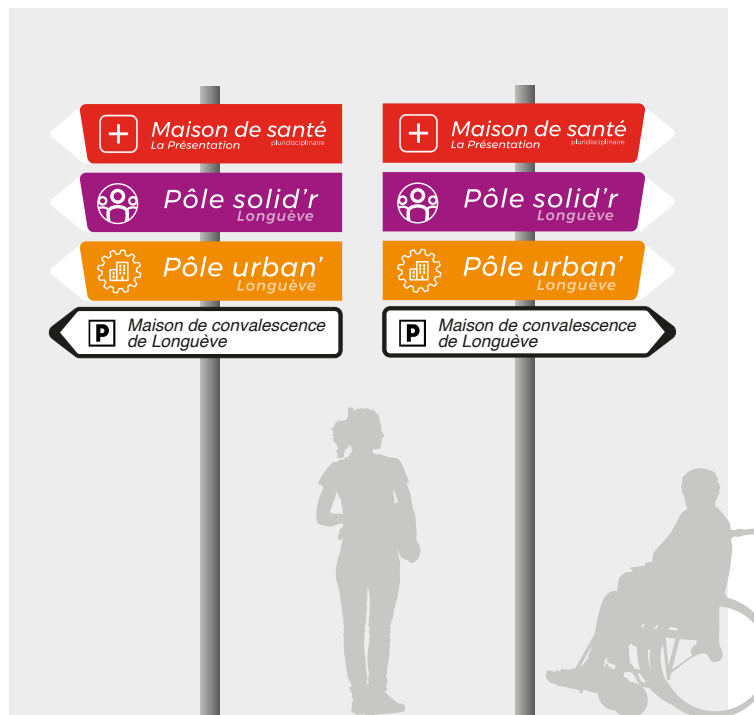 Maison de santé
La Présentation pluridisciplinaire
Pôle solid'r
Longuève
Pôle urban'
Longuève
P Maison de convalescence
de Longuève
Maison de santé
La Présentation pluridisciplinaire
Pôle solid'r
Longuève
Pôle urban'
Longuève
P Maison de convalescence
de Longuève